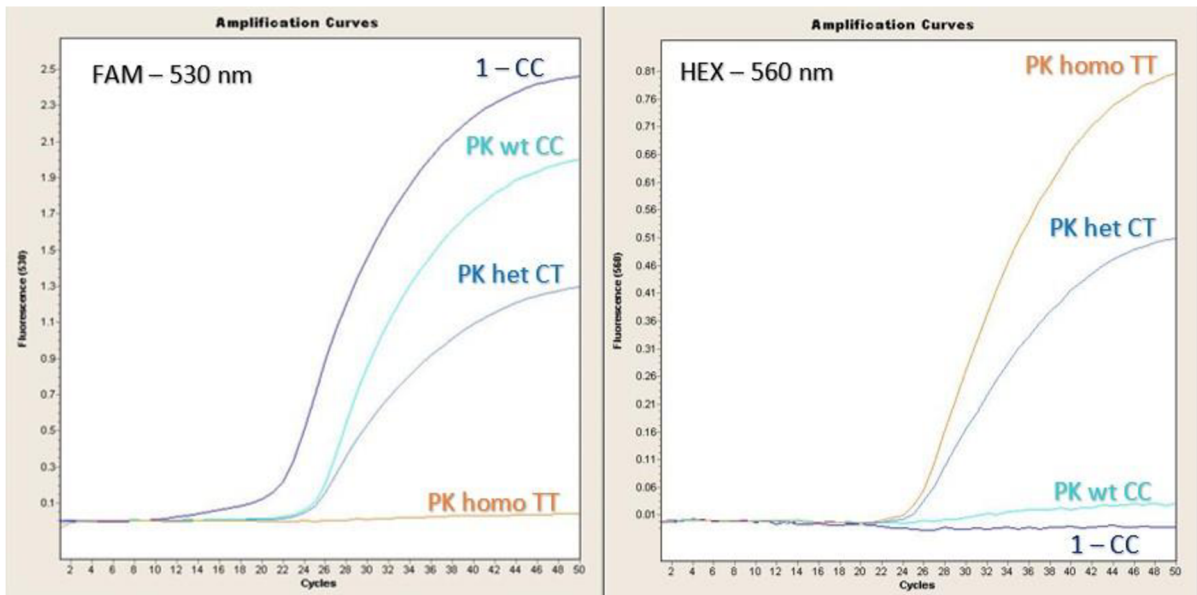 Amplification Curves
FAM – 530 nm
1 – CC
PK wt CC
PK het CT
PK homo TT
Fluorescence (530)
2.5
2.3
2.1
1.9
1.7
1.5
1.3
1.1
0.9
0.7
0.5
0.3
0.1
2 4 6 8 10 12 14 16 18 20 22 24 26 28 30 32 34 36 38 40 42 44 46 48 50
Cycles
Amplification Curves
HEX – 560 nm
PK homo TT
PK het CT
PK wt CC
1 – CC
Fluorescence (560)
0.81
0.76
0.71
0.66
0.61
0.56
0.51
0.46
0.41
0.36
0.31
0.26
0.21
0.16
0.11
0.06
0.01
2 4 6 8 10 12 14 16 18 20 22 24 26 28 30 32 34 36 38 40 42 44 46 48 50
Cycles